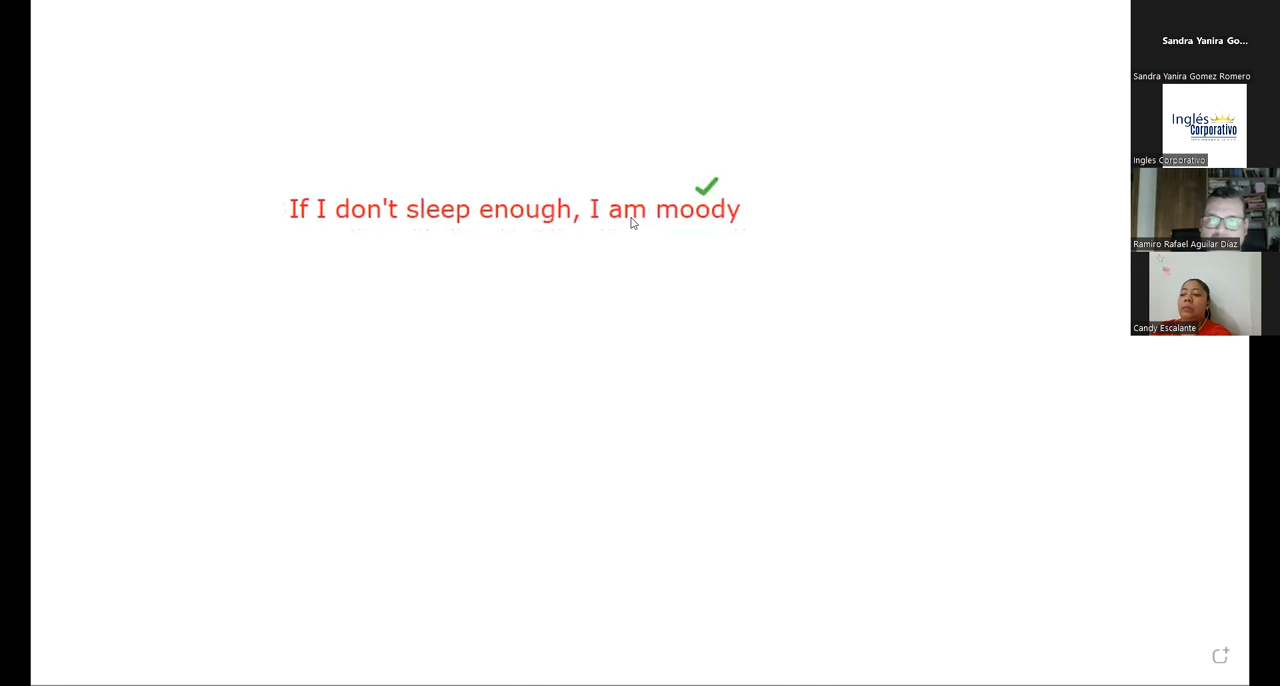 Sandra Yanira Go...
Sandra Yanira Gomez Romero
Inglés
Corporativo
Ingles Corporativo
If I don't sleep enough, I am moody
Ramiro Rafael Aguilar Díaz
Candy Escalante